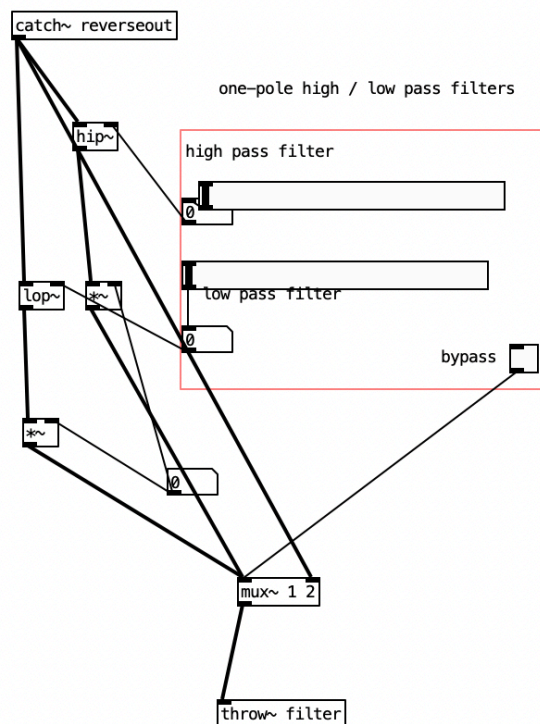 catch~ reverseout
one-pole high / low pass filters
hip~
high pass filter
0
lop~
*~
low pass filter
0
bypass
*~
0
mux~ 1 2
throw~ filter